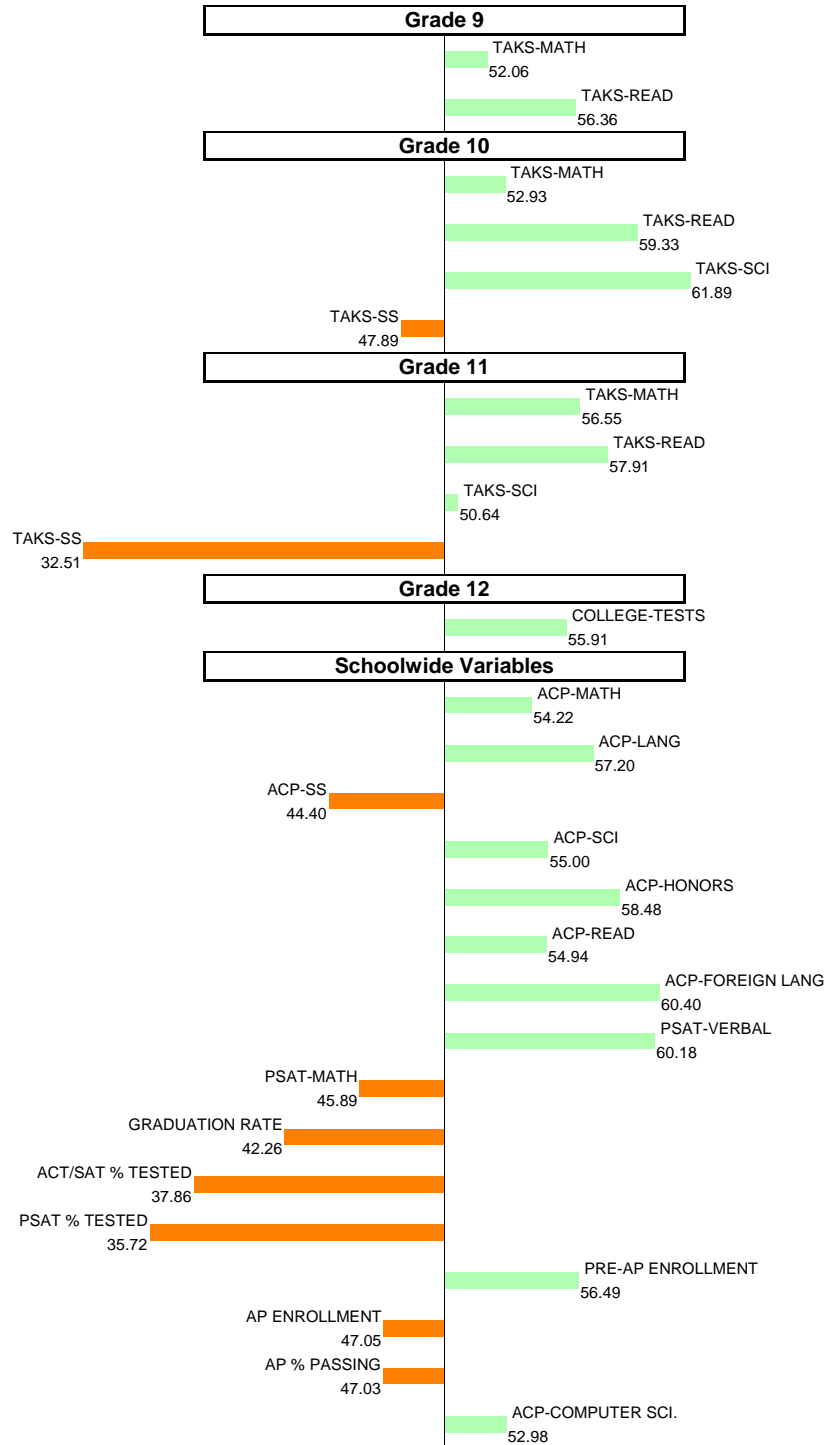 Grade 9
TAKS-MATH
52.06
TAKS-READ
56.36
Grade 10
TAKS-MATH
52.93
TAKS-READ
59.33
TAKS-SCI
61.89
TAKS-SS
47.89
Grade 11
TAKS-MATH
56.55
TAKS-READ
57.91
TAKS-SCI
50.64
TAKS-SS
32.51
Grade 12
COLLEGE-TESTS
55.91
Schoolwide Variables
ACP-MATH
54.22
ACP-LANG
57.20
ACP-SS
44.40
ACP-SCI
55.00
ACP-HONORS
58.48
ACP-READ
54.94
ACP-FOREIGN LANG
60.40
PSAT-VERBAL
60.18
PSAT-MATH
45.89
GRADUATION RATE
42.26
ACT/SAT % TESTED
37.86
PSAT % TESTED
35.72
PRE-AP ENROLLMENT
56.49
AP ENROLLMENT
47.05
AP % PASSING
47.03
ACP-COMPUTER SCI.
52.98